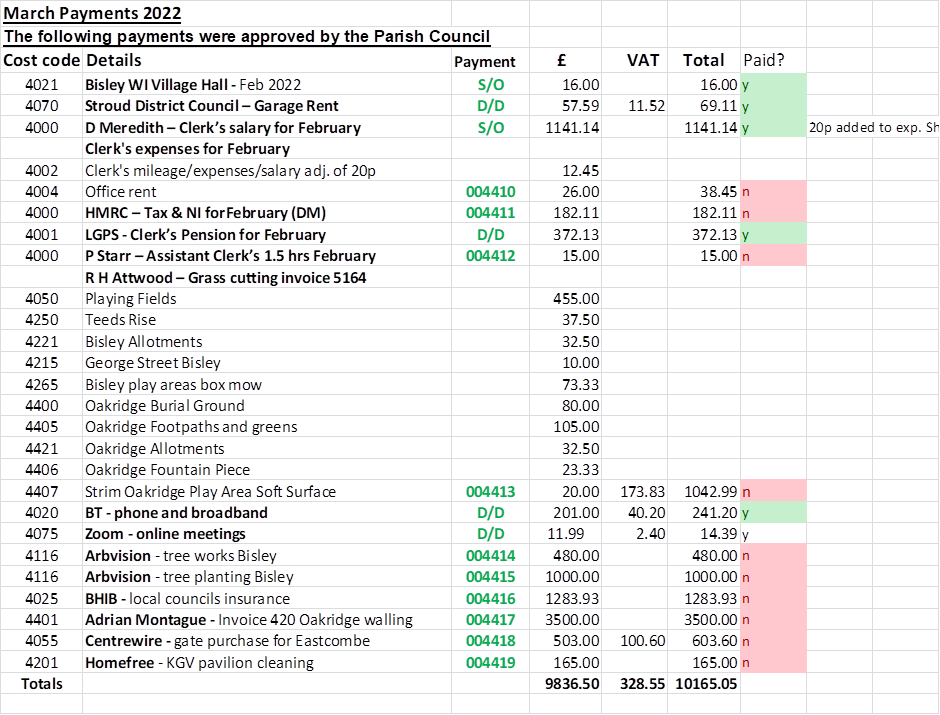 March Payments 2022
The following payments were approved by the Parish Council
Cost code Details Payment £ VAT Total Paid?
4021 Bisley WI Village Hall - Feb 2022 S/O 16.00 16.00 y
4070 Stroud District Council – Garage Rent D/D 57.59 11.52 69.11 y
4000 D Meredith – Clerk’s salary for February S/O 1141.14 1141.14 y 20p added to exp. Sh
Clerk's expenses for February
4002 Clerk's mileage/expenses/salary adj. of 20p 12.45
4004 Office rent 004410 26.00 38.45 n
4000 HMRC – Tax & NI for February (DM) 004411 182.11 182.11 n
4001 LGPS - Clerk’s Pension for February D/D 372.13 372.13 y
4000 P Starr – Assistant Clerk’s 1.5 hrs February 004412 15.00 15.00 n
R H Attwood – Grass cutting invoice 5164
4050 Playing Fields 455.00
4250 Teeds Rise 37.50
4221 Bisley Allotments 32.50
4215 George Street Bisley 10.00
4265 Bisley play areas box mow 73.33
4400 Oakridge Burial Ground 80.00
4405 Oakridge Footpaths and greens 105.00
4421 Oakridge Allotments 32.50
4406 Oakridge Fountain Piece 23.33
4407 Strim Oakridge Play Area Soft Surface 004413 20.00 173.83 1042.99 n
4020 BT - phone and broadband D/D 201.00 40.20 241.20 y
4075 Zoom - online meetings D/D 11.99 2.40 14.39 y
4116 Arbvision - tree works Bisley 004414 480.00 480.00 n
4116 Arbvision - tree planting Bisley 004415 1000.00 1000.00 n
4025 BHIB - local councils insurance 004416 1283.93 1283.93 n
4401 Adrian Montague - Invoice 420 Oakridge walling 004417 3500.00 3500.00 n
4055 Centrewire - gate purchase for Eastcombe 004418 503.00 100.60 603.60 n
4201 Homefree - KGV pavilion cleaning 004419 165.00 165.00 n
Totals 9836.50 328.55 10165.05